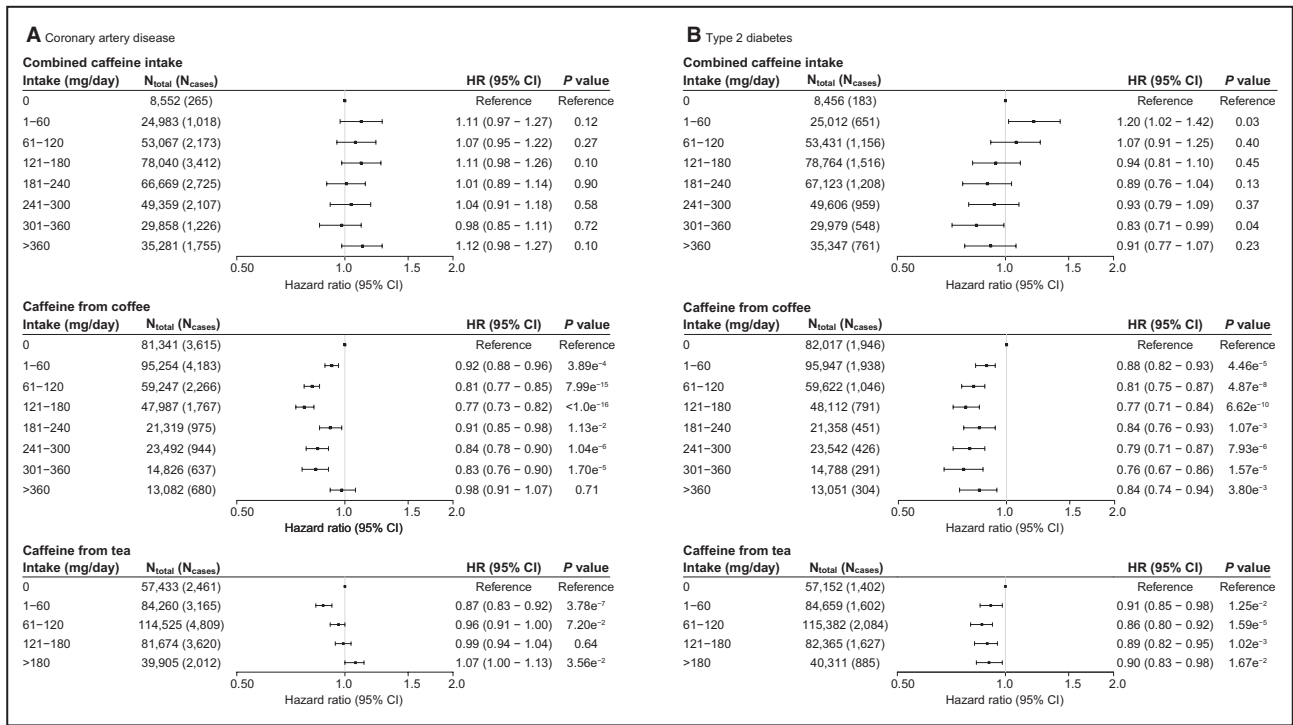 A Coronary artery disease
Combined caffeine intake
Intake (mg/day) Ntotal (Ncases) HR (95% CI) P value
0 8,552 (265) Reference Reference
1–60 24,983 (1,018) 1.11 (0.97 – 1.27) 0.12
61–120 53,067 (2,173) 1.07 (0.95 – 1.22) 0.27
121–180 78,040 (3,412) 1.11 (0.98 – 1.26) 0.10
181–240 66,669 (2,725) 1.01 (0.89 – 1.14) 0.90
241–300 49,359 (2,107) 1.04 (0.91 – 1.18) 0.58
301–360 29,858 (1,226) 0.98 (0.85 – 1.11) 0.72
>360 35,281 (1,755) 1.12 (0.98 – 1.27) 0.10
0.50 1.0 1.5 2.0
Hazard ratio (95% CI)
Caffeine from coffee
Intake (mg/day) Ntotal (Ncases) HR (95% CI) P value
0 81,341 (3,615) Reference Reference
1–60 95,254 (4,183) 0.92 (0.88 – 0.96) 3.89e⁻⁴
61–120 59,247 (2,266) 0.81 (0.77 – 0.85) 7.99e⁻¹⁵
121–180 47,987 (1,767) 0.77 (0.73 – 0.82) <1.0e⁻¹⁶
181–240 21,319 (975) 0.91 (0.85 – 0.98) 1.13e⁻²
241–300 23,492 (944) 0.84 (0.78 – 0.90) 1.04e⁻⁶
301–360 14,826 (637) 0.83 (0.76 – 0.90) 1.70e⁻⁵
>360 13,082 (680) 0.98 (0.91 – 1.07) 0.71
0.50 1.0 1.5 2.0
Hazard ratio (95% CI)
Caffeine from tea
Intake (mg/day) Ntotal (Ncases) HR (95% CI) P value
0 57,433 (2,461) Reference Reference
1–60 84,260 (3,165) 0.87 (0.83 – 0.92) 3.78e⁻⁷
61–120 114,525 (4,809) 0.96 (0.91 – 1.00) 7.20e⁻²
121–180 81,674 (3,620) 0.99 (0.94 – 1.04) 0.64
>180 39,905 (2,012) 1.07 (1.00 – 1.13) 3.56e⁻²
0.50 1.0 1.5 2.0
Hazard ratio (95% CI)
B Type 2 diabetes
Combined caffeine intake
Intake (mg/day) Ntotal (Ncases) HR (95% CI) P value
0 8,456 (183) Reference Reference
1–60 25,012 (651) 1.20 (1.02 – 1.42) 0.03
61–120 53,431 (1,156) 1.07 (0.91 – 1.25) 0.40
121–180 78,764 (1,516) 0.94 (0.81 – 1.10) 0.45
181–240 67,123 (1,208) 0.89 (0.76 – 1.04) 0.13
241–300 49,606 (959) 0.93 (0.79 – 1.09) 0.37
301–360 29,979 (548) 0.83 (0.71 – 0.99) 0.04
>360 35,347 (761) 0.91 (0.77 – 1.07) 0.23
0.50 1.0 1.5 2.0
Hazard ratio (95% CI)
Caffeine from coffee
Intake (mg/day) Ntotal (Ncases) HR (95% CI) P value
0 82,017 (1,946) Reference Reference
1–60 95,947 (1,938) 0.88 (0.82 – 0.93) 4.46e⁻⁵
61–120 59,622 (1,046) 0.81 (0.75 – 0.87) 4.87e⁻⁸
121–180 48,112 (791) 0.77 (0.71 – 0.84) 6.62e⁻¹⁰
181–240 21,358 (451) 0.84 (0.76 – 0.93) 1.07e⁻³
241–300 23,542 (426) 0.79 (0.71 – 0.87) 7.93e⁻⁶
301–360 14,788 (291) 0.76 (0.67 – 0.86) 1.57e⁻⁵
>360 13,051 (304) 0.84 (0.74 – 0.94) 3.80e⁻³
0.50 1.0 1.5 2.0
Hazard ratio (95% CI)
Caffeine from tea
Intake (mg/day) Ntotal (Ncases) HR (95% CI) P value
0 57,152 (1,402) Reference Reference
1–60 84,659 (1,602) 0.91 (0.85 – 0.98) 1.25e⁻²
61–120 115,382 (2,084) 0.86 (0.80 – 0.92) 1.59e⁻⁵
121–180 82,365 (1,627) 0.89 (0.82 – 0.95) 1.02e⁻³
>180 40,311 (885) 0.90 (0.83 – 0.98) 1.67e⁻²
0.50 1.0 1.5 2.0
Hazard ratio (95% CI)